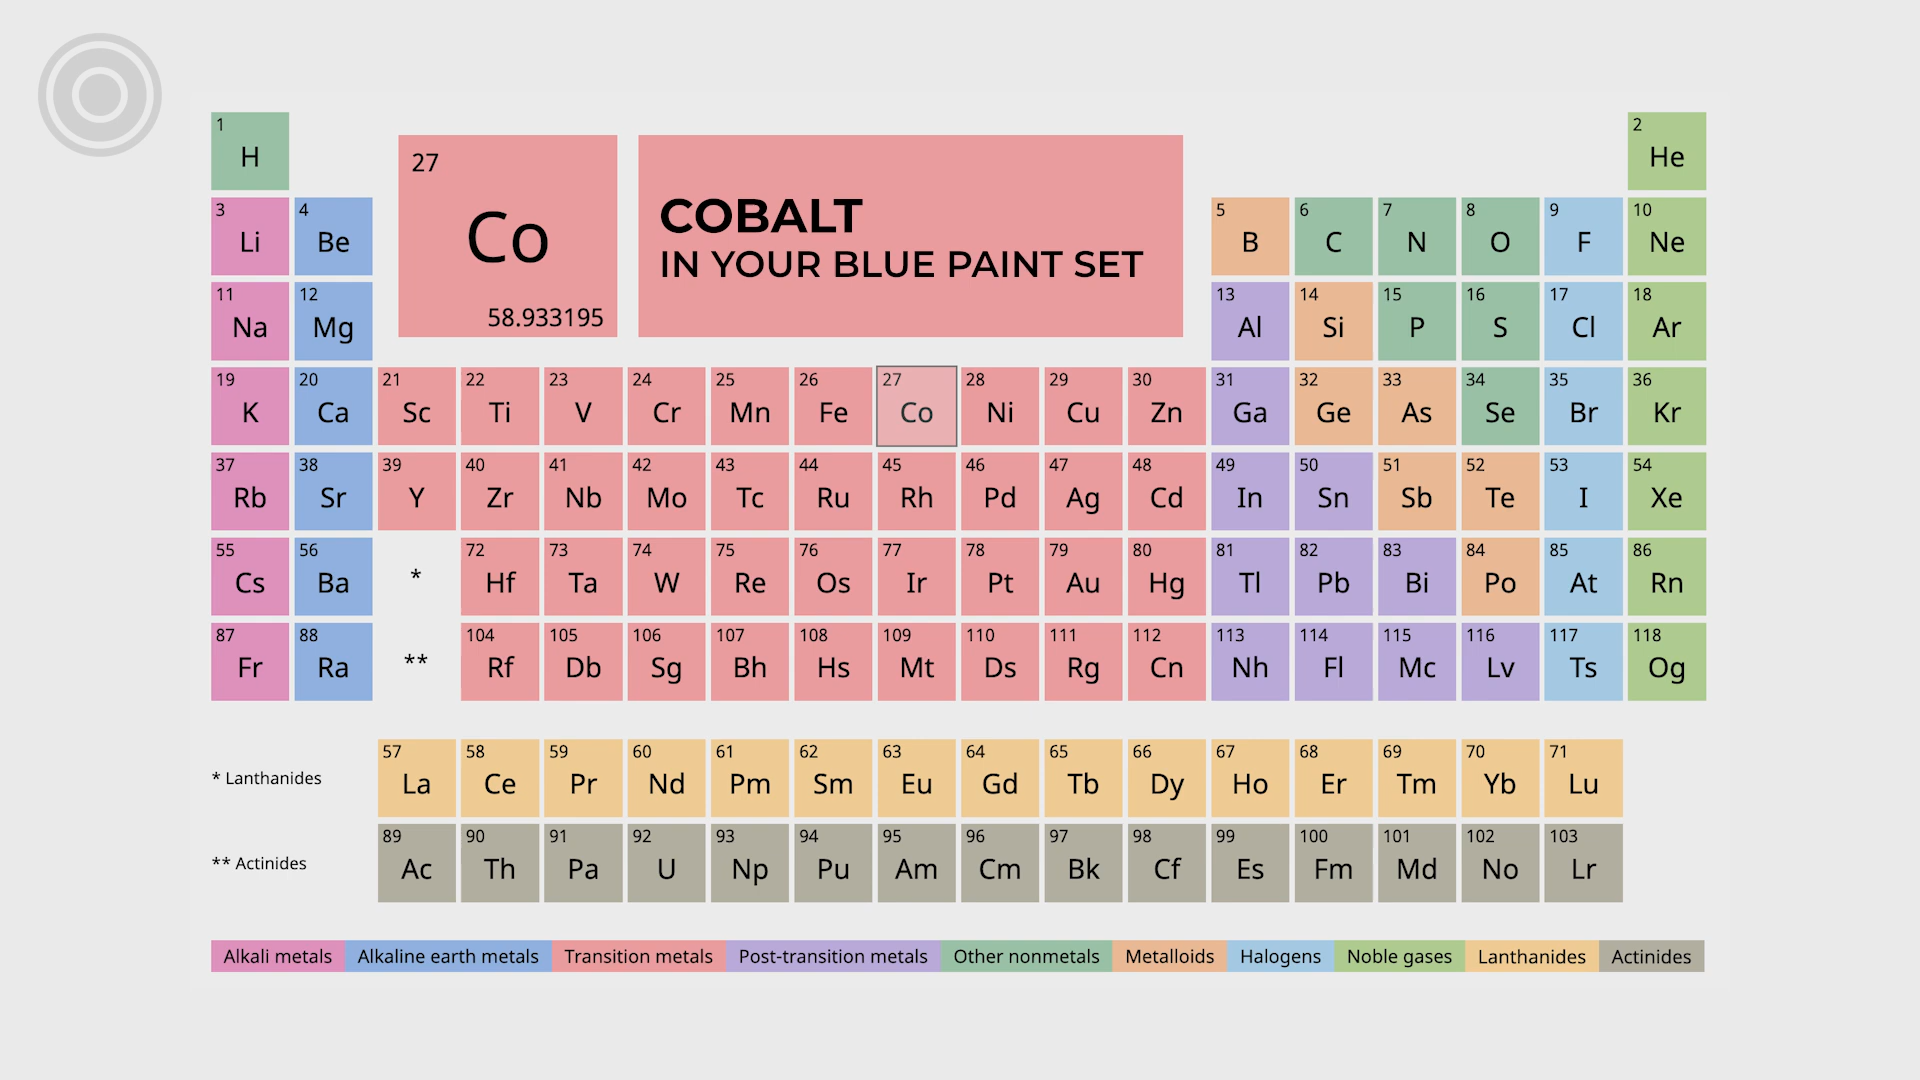 1
H
2
He
27
Co
58.933195
COBALT
IN YOUR BLUE PAINT SET
3
Li
4
Be
5
B
6
C
7
N
8
O
9
F
10
Ne
11
Na
12
Mg
13
Al
14
Si
15
P
16
S
17
Cl
18
Ar
19
K
20
Ca
21
Sc
22
Ti
23
V
24
Cr
25
Mn
26
Fe
27
Co
28
Ni
29
Cu
30
Zn
31
Ga
32
Ge
33
As
34
Se
35
Br
36
Kr
37
Rb
38
Sr
39
Y
40
Zr
41
Nb
42
Mo
43
Tc
44
Ru
45
Rh
46
Pd
47
Ag
48
Cd
49
In
50
Sn
51
Sb
52
Te
53
I
54
Xe
55
Cs
56
Ba
*
72
Hf
73
Ta
74
W
75
Re
76
Os
77
Ir
78
Pt
79
Au
80
Hg
81
Tl
82
Pb
83
Bi
84
Po
85
At
86
Rn
87
Fr
88
Ra
**
104
Rf
105
Db
106
Sg
107
Bh
108
Hs
109
Mt
110
Ds
111
Rg
112
Cn
113
Nh
114
Fl
115
Mc
116
Lv
117
Ts
118
Og
* Lanthanides
57
La
58
Ce
59
Pr
60
Nd
61
Pm
62
Sm
63
Eu
64
Gd
65
Tb
66
Dy
67
Ho
68
Er
69
Tm
70
Yb
71
Lu
** Actinides
89
Ac
90
Th
91
Pa
92
U
93
Np
94
Pu
95
Am
96
Cm
97
Bk
98
Cf
99
Es
100
Fm
101
Md
102
No
103
Lr
Alkali metals
Alkaline earth metals
Transition metals
Post-transition metals
Other nonmetals
Metalloids
Halogens
Noble gases
Lanthanides
Actinides